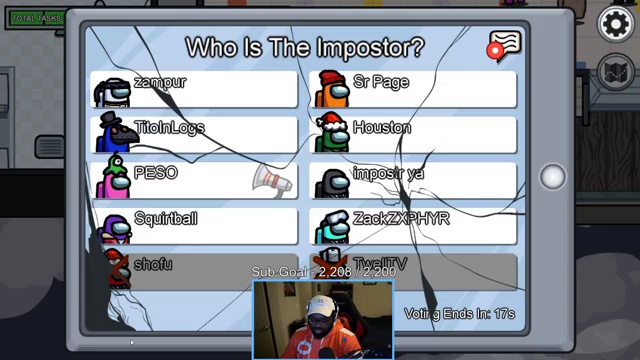 TOTAL TASKS
Who Is The Impostor?
zampur
Sr Page
TitoInLogs
Houston
PESO
impostr ya
Squirtball
ZackZXPHYR
shofu
TwellTV
Sub-Goal - 2,208 / 2,200
Voting Ends In: 17s